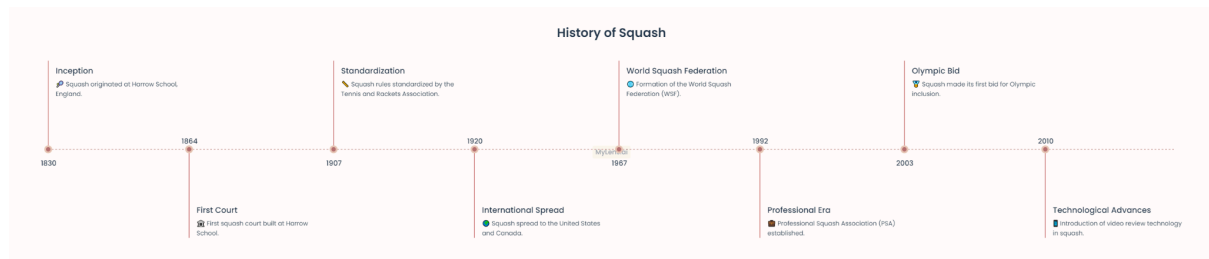 History of Squash
Inception
Squash originated at Harrow School,
England.
1830
1864
First Court
First squash court built at Harrow
School.
Standardization
Squash rules standardized by the
Tennis and Rackets Association.
1907
1920
International Spread
Squash spread to the United States
and Canada.
World Squash Federation
Formation of the World Squash
Federation (WSF).
1967
1992
Professional Era
Professional Squash Association (PSA)
established.
Olympic Bid
Squash made its first bid for Olympic
inclusion.
2003
2010
Technological Advances
Introduction of video review technology
in squash.